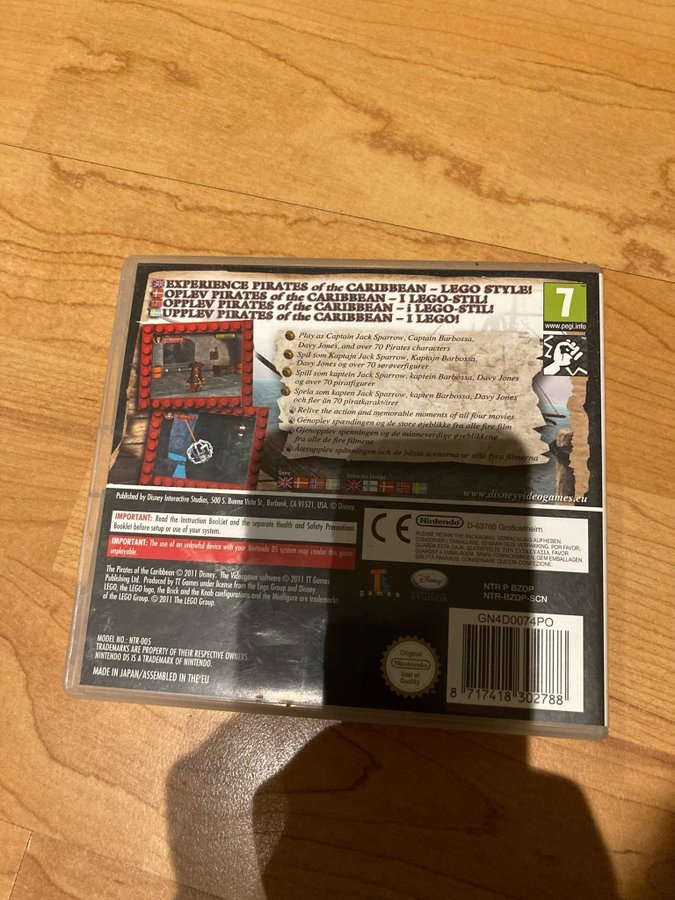 EXPERIENCE PIRATES of the CARIBBEAN – LEGO STYLE!
OPLEV PIRATES of the CARIBBEAN – I LEGO-STIL!
OPPLEV PIRATES of the CARIBBEAN – i LEGO-STIL!
UPPLEV PIRATES of the CARIBBEAN – I LEGO!
7
www.pegi.info
Play as Captain Jack Sparrow, Captain Barbossa,
Davy Jones, and over 70 Pirates characters
Spil som Kaptajn Jack Sparrow, Kaptajn Barbossa,
Davy Jones og over 70 sørøverfigurer
Spill som kaptein Jack Sparrow, kaptein Barbossa, Davy Jones
og over 70 piratfigurer
Spela som kapten Jack Sparrow, kapten Barbossa, Davy Jones
och fler än 70 piratkaraktärer
Relive the action and memorable moments of all four movies
Genoplev spændingen og de store øjeblikke fra alle fire film
Gjenopplev spenningen og de minneverdige øyeblikkene
fra alle de fire filmene
Återupplev spänningen och de bästa scenerna ur alla fyra filmerna
Game
Instruction Booklet
www.disneyvideogames.eu
Published by Disney Interactive Studios, 500 S. Buena Vista St., Burbank, CA 91521, USA. © Disney
IMPORTANT: Read the Instruction Booklet and the separate Health and Safety Precautions
Booklet before setup or use of your system.
IMPORTANT: The use of an unlawful device with your Nintendo DS system may render this game
unplayable.
CE
Nintendo
D-63760 Großostheim
PLEASE RETAIN THE PACKAGING. VERPACKUNG AUFHEBEN.
The Pirates of the Caribbean © 2011 Disney. The Videogame software © 2011 TT Games
Publishing Ltd. Produced by TT Games under license from the Lego Group and Disney.
LEGO, the LEGO logo, the Brick and the Knob configurations and the Minifigure are trademarks
of the LEGO Group. © 2011 The LEGO Group.
TT
games
Disney
NTR P BZDP
NTR-BZDP-SCN
GN4D0074PO
8 717418 302788
Original
Nintendo
Seal of
Quality
MODEL NO.: NTR-005
TRADEMARKS ARE PROPERTY OF THEIR RESPECTIVE OWNERS.
NINTENDO DS IS A TRADEMARK OF NINTENDO.
MADE IN JAPAN/ASSEMBLED IN THE EU